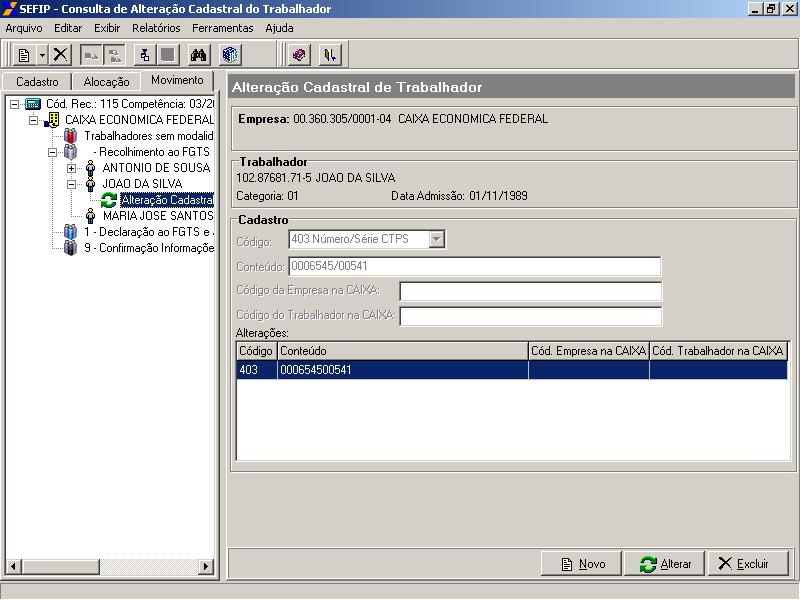 SEFIP - Consulta de Alteração Cadastral do Trabalhador
Arquivo Editar Exibir Relatórios Ferramentas Ajuda
Cadastro Alocação Movimento
Cód. Rec.: 115 Competência: 03/2
CAIXA ECONOMICA FEDERAL
Trabalhadores sem modalid
- Recolhimento ao FGTS
ANTONIO DE SOUSA
JOAO DA SILVA
Alteração Cadastral
MARIA JOSE SANTOS
1 - Declaração ao FGTS e
9 - Confirmação Informaçõe
Alteração Cadastral de Trabalhador
Empresa: 00.360.305/0001-04 CAIXA ECONOMICA FEDERAL
Trabalhador
102.87681.71-5 JOAO DA SILVA
Categoria: 01 Data Admissão: 01/11/1989
Cadastro
Código: 403 Número/Série CTPS
Conteúdo: 0006545/00541
Código da Empresa na CAIXA:
Código do Trabalhador na CAIXA:
Alterações:
Código Conteúdo Cód. Empresa na CAIXA Cód. Trabalhador na CAIXA
403 000654500541
Novo Alterar Excluir